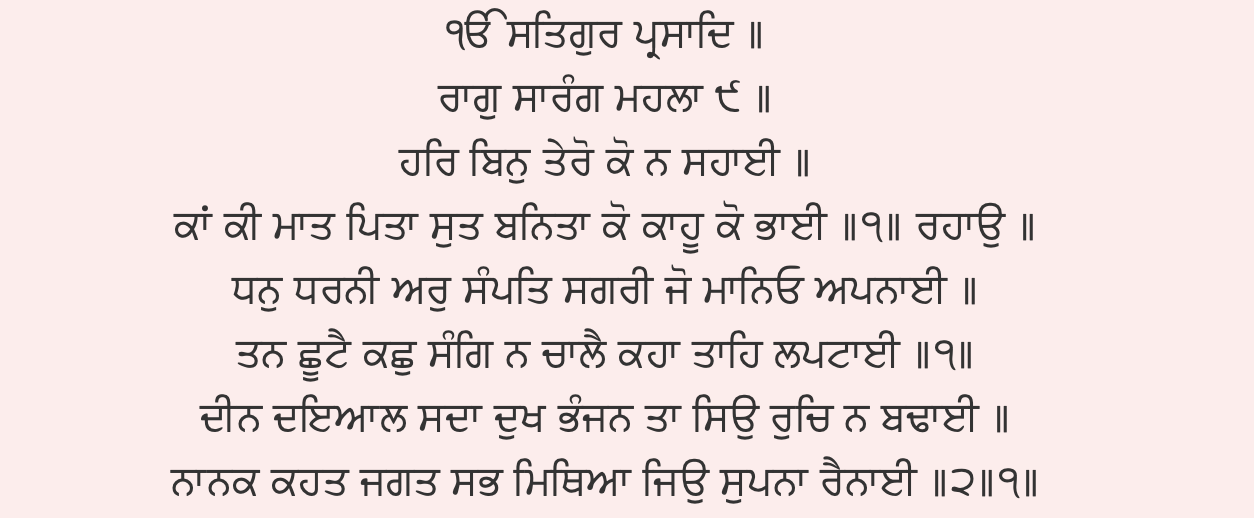 ੴ ਸਤਿਗੁਰ ਪ੍ਰਸਾਦਿ ॥
ਰਾਗੁ ਸਾਰੰਗ ਮਹਲਾ ੯ ॥
ਹਰਿ ਬਿਨੁ ਤੇਰੋ ਕੋ ਨ ਸਹਾਈ ॥
ਕਾਂ ਕੀ ਮਾਤ ਪਿਤਾ ਸੁਤ ਬਨਿਤਾ ਕੋ ਕਾਹੂ ਕੋ ਭਾਈ ॥੧॥ ਰਹਾਉ ॥
ਧਨੁ ਧਰਨੀ ਅਰੁ ਸੰਪਤਿ ਸਗਰੀ ਜੋ ਮਾਨਿਓ ਅਪਨਾਈ ॥
ਤਨ ਛੂਟੈ ਕਛੁ ਸੰਗਿ ਨ ਚਾਲੈ ਕਹਾ ਤਾਹਿ ਲਪਟਾਈ ॥੧॥
ਦੀਨ ਦਇਆਲ ਸਦਾ ਦੁਖ ਭੰਜਨ ਤਾ ਸਿਉ ਰੁਚਿ ਨ ਬਢਾਈ ॥
ਨਾਨਕ ਕਹਤ ਜਗਤ ਸਭ ਮਿਥਿਆ ਜਿਉ ਸੁਪਨਾ ਰੈਨਾਈ ॥੨॥੧॥